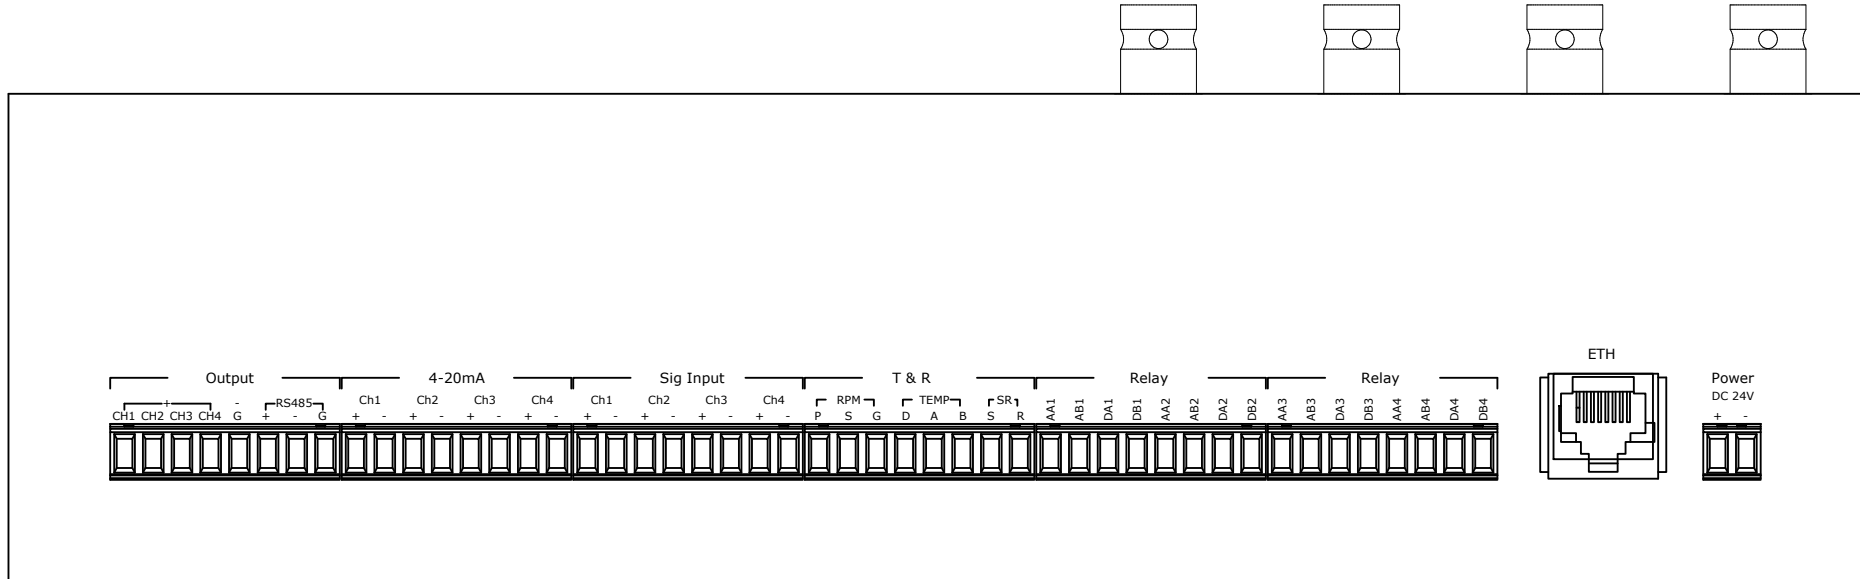 ETH
Output 4-20mA Sig Input T & R Relay Relay Power
DC 24V
+ - RS485 Ch1 Ch2 Ch3 Ch4 Ch1 Ch2 Ch3 Ch4 RPM TEMP SR
CH1 CH2 CH3 CH4 G + - G + - + - + - + - + - + - + - + - P S G D A B S R AA1 AB1 DA1 DB1 AA2 AB2 DA2 DB2 AA3 AB3 DA3 DB3 AA4 AB4 DA4 DB4 + -